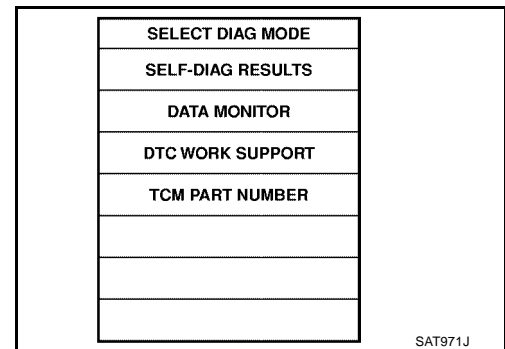 SELECT DIAG MODE
SELF-DIAG RESULTS
DATA MONITOR
DTC WORK SUPPORT
TCM PART NUMBER
SAT971J